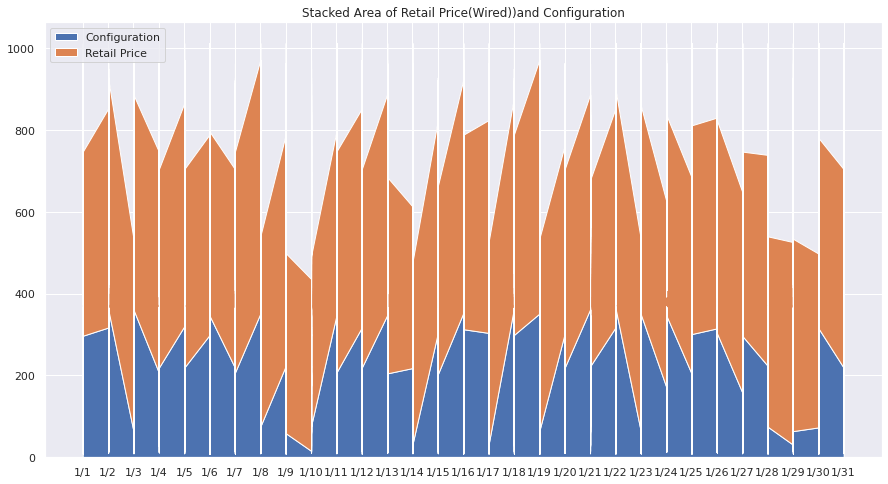 Stacked Area of Retail Price(Wired))and Configuration
Configuration
Retail Price
1000
800
600
400
200
0
1/1 1/2 1/3 1/4 1/5 1/6 1/7 1/8 1/9 1/10 1/11 1/12 1/13 1/14 1/15 1/16 1/17 1/18 1/19 1/20 1/21 1/22 1/23 1/24 1/25 1/26 1/27 1/28 1/29 1/30 1/31